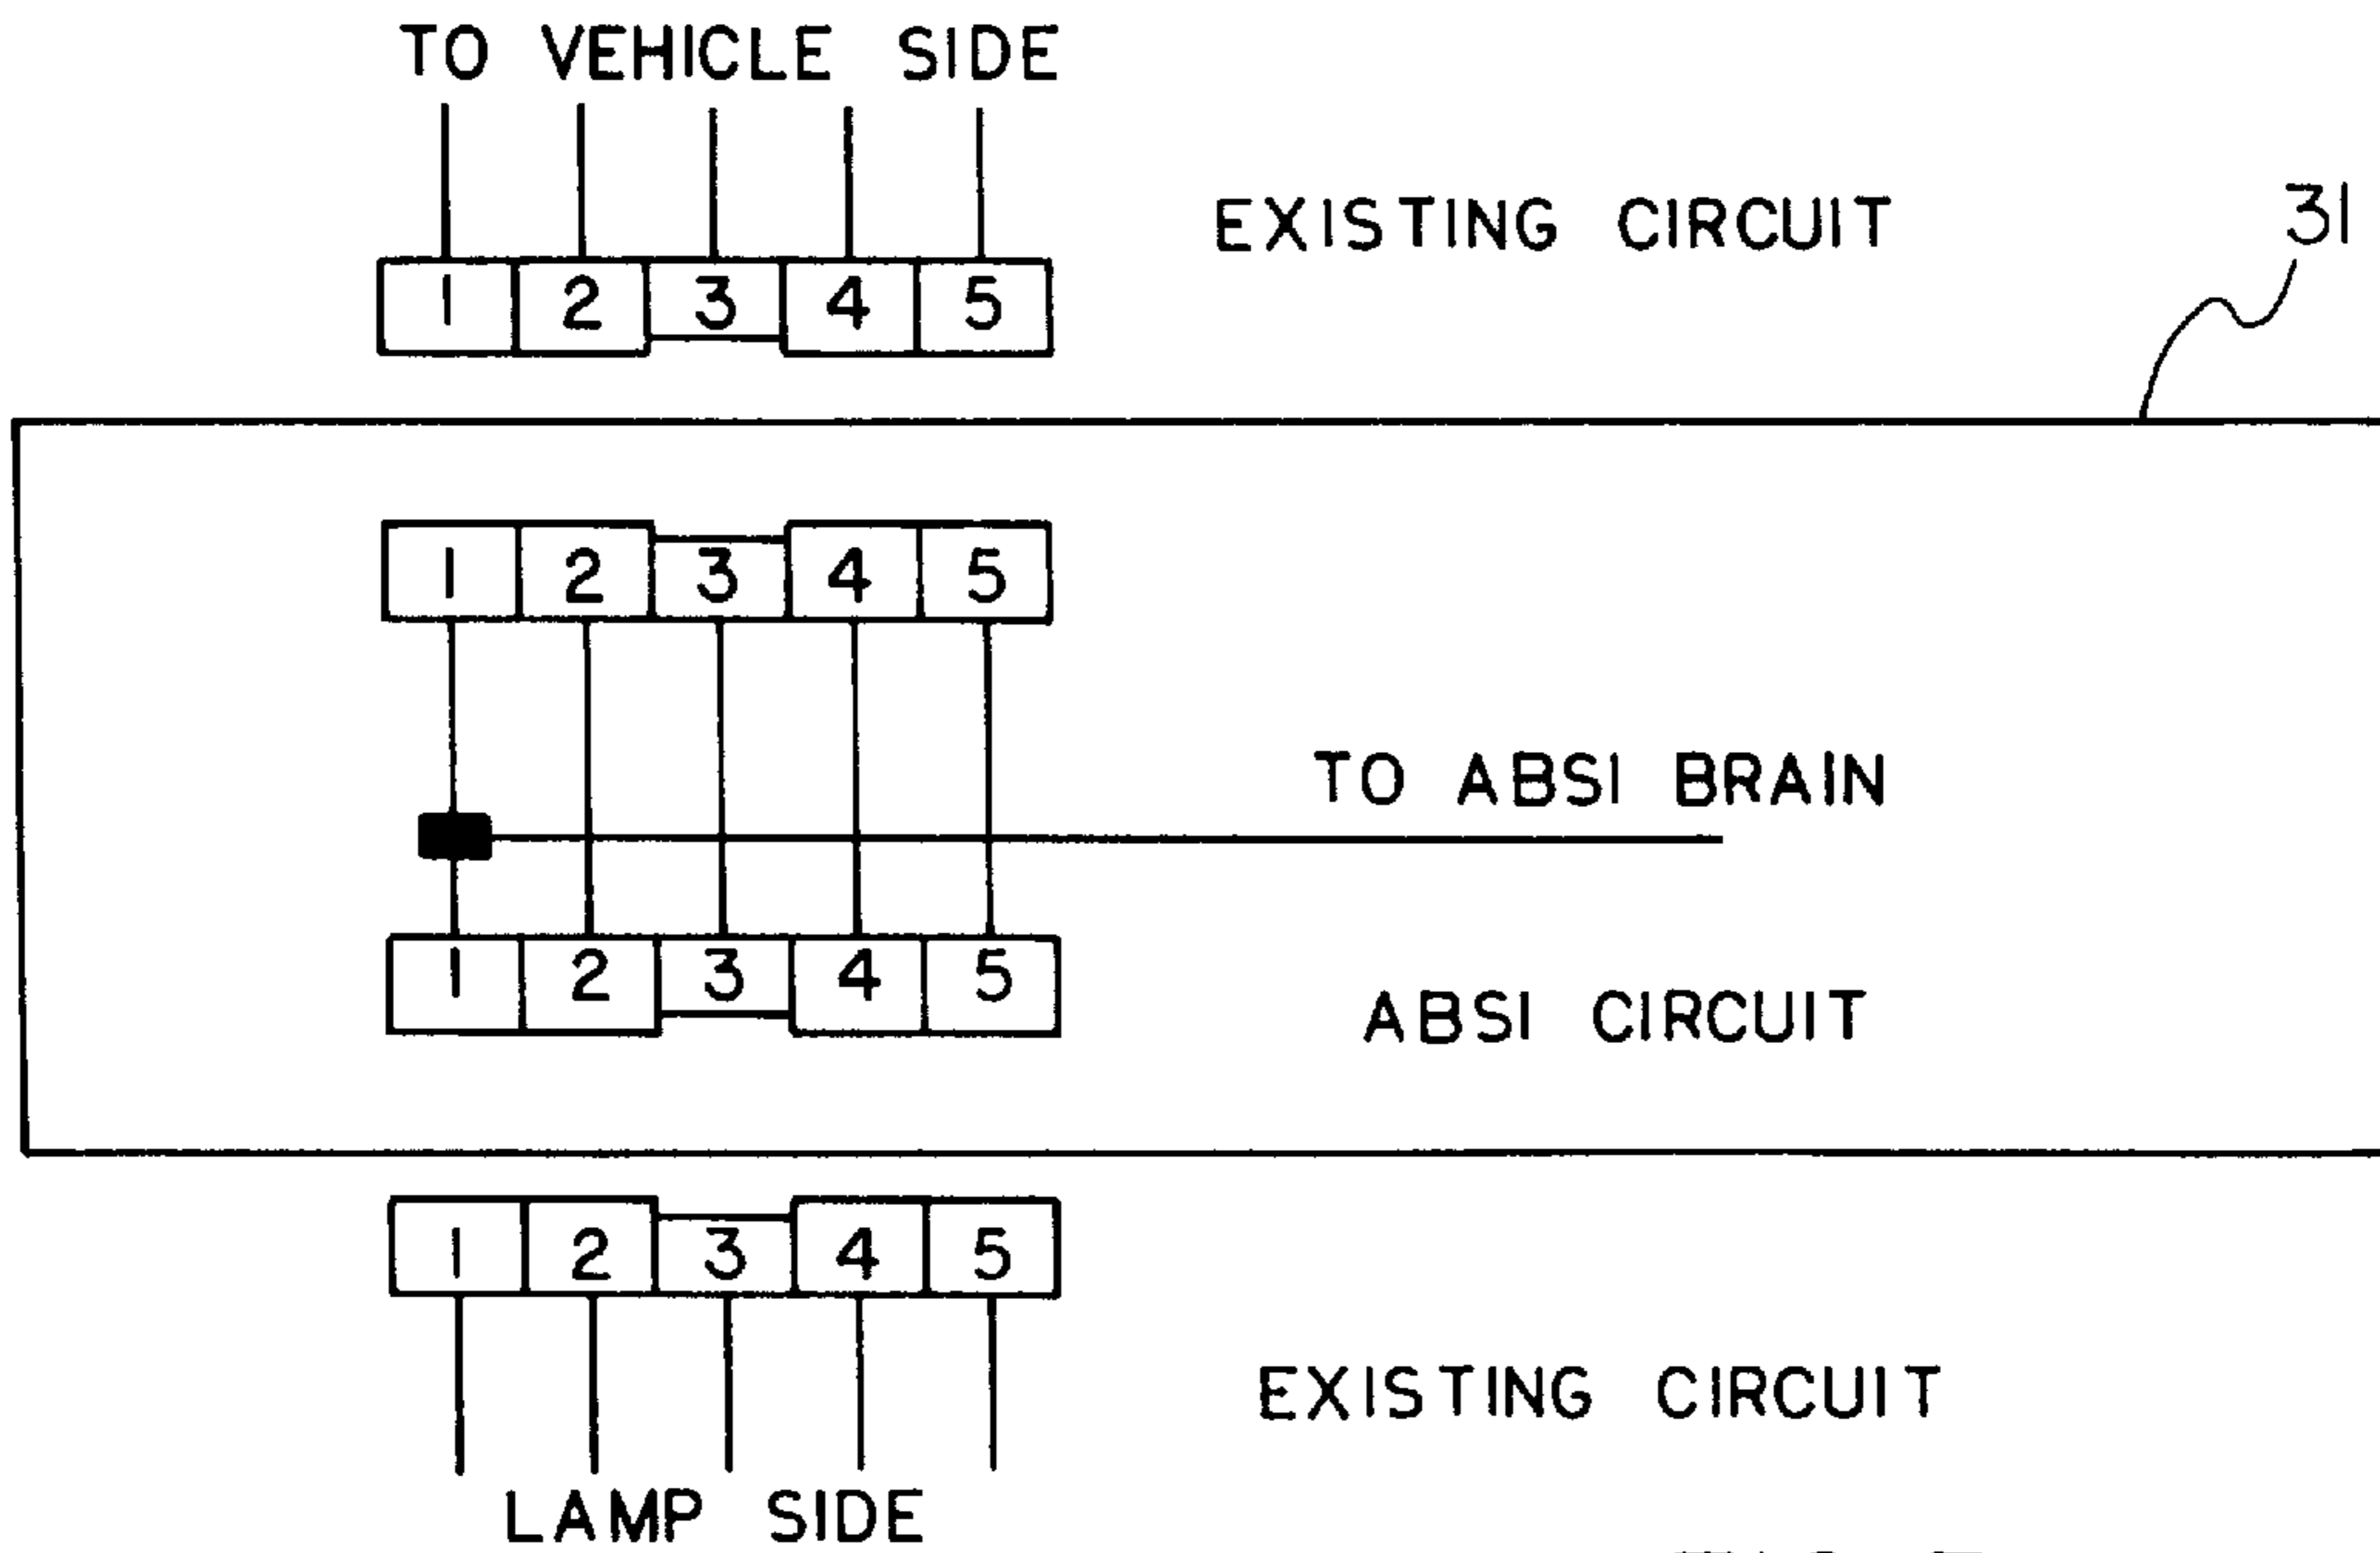 TO VEHICLE SIDE
EXISTING CIRCUIT
31
1 2 3 4 5
1 2 3 4 5
TO ABSI BRAIN
1 2 3 4 5
ABSI CIRCUIT
1 2 3 4 5
EXISTING CIRCUIT
LAMP SIDE